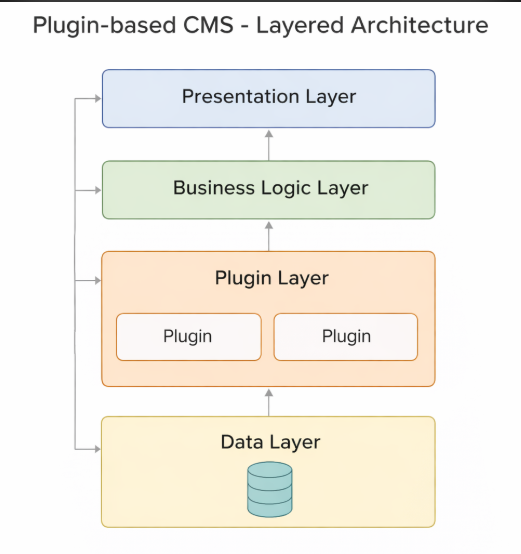 Plugin-based CMS - Layered Architecture
Presentation Layer
Business Logic Layer
Plugin Layer
Plugin
Plugin
Data Layer